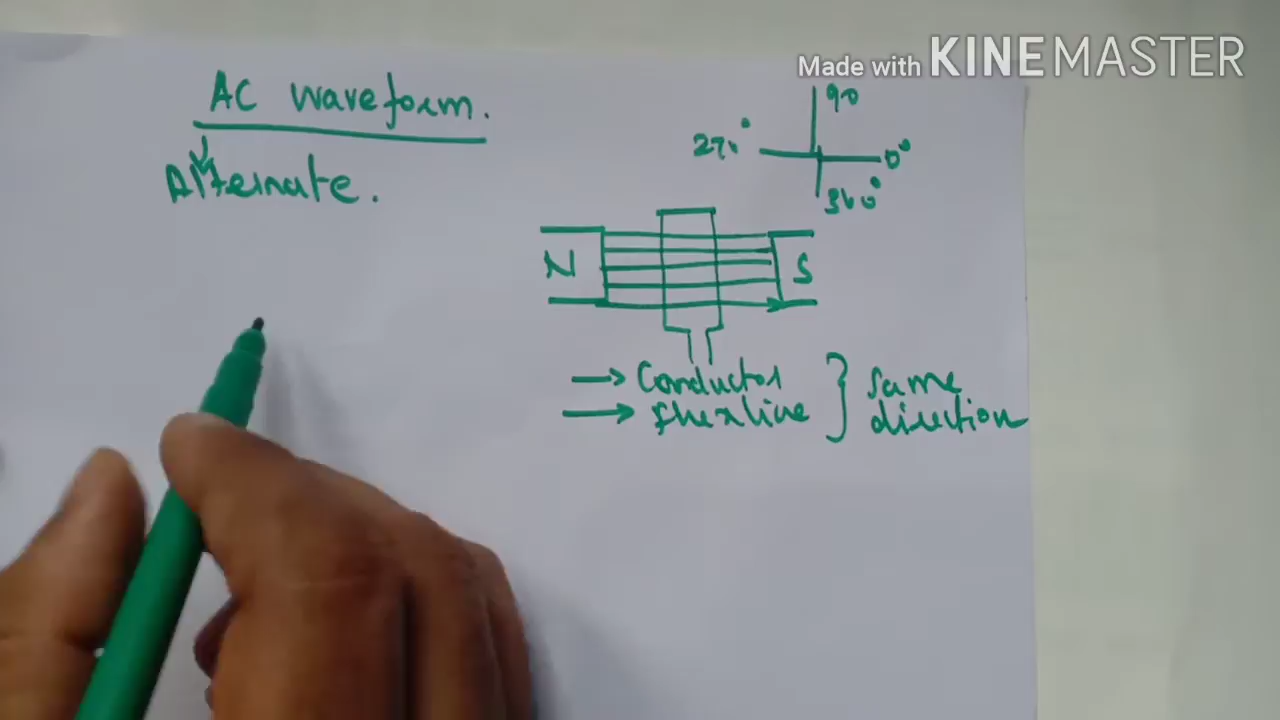 Made with KINEMASTER
AC waveform.
Alternate.
90
270°
0°
360°
N
S
→ Conductor
→ fluxline
} same
direction